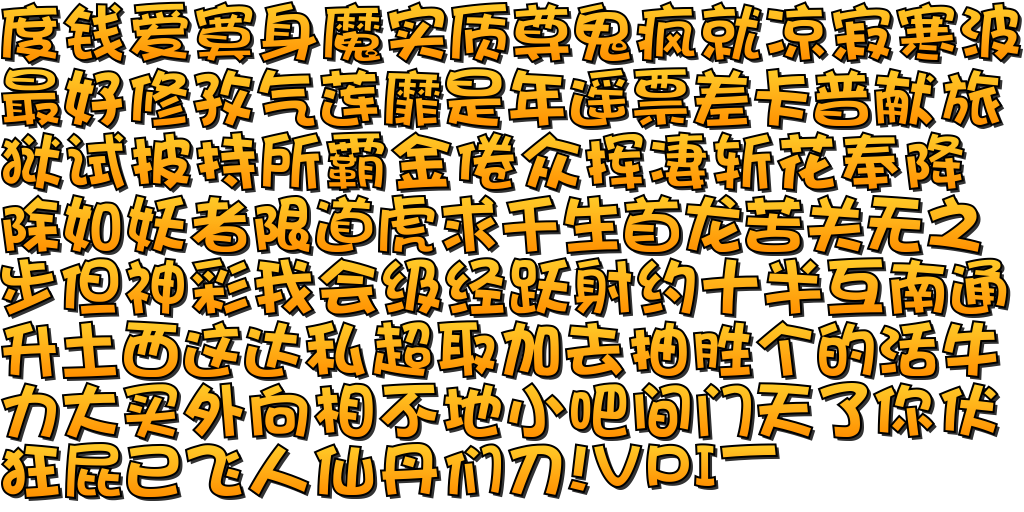 度钱爱宽身魔实质尊鬼疯就凉寂寒波
最好修孜气莲靡是年遥票差卡普献旅
狱试披持所霸金倦众挥凄斩花奉降
除如妖者限道虎求千生首龙苦关无之
步但神彩我会级经跃射约十半互南通
升土西这达私超取加去抽胜个的活牛
力大买外向相不地小吧间门天了你伏
狂屁已飞人仙丹们刀!VPI一